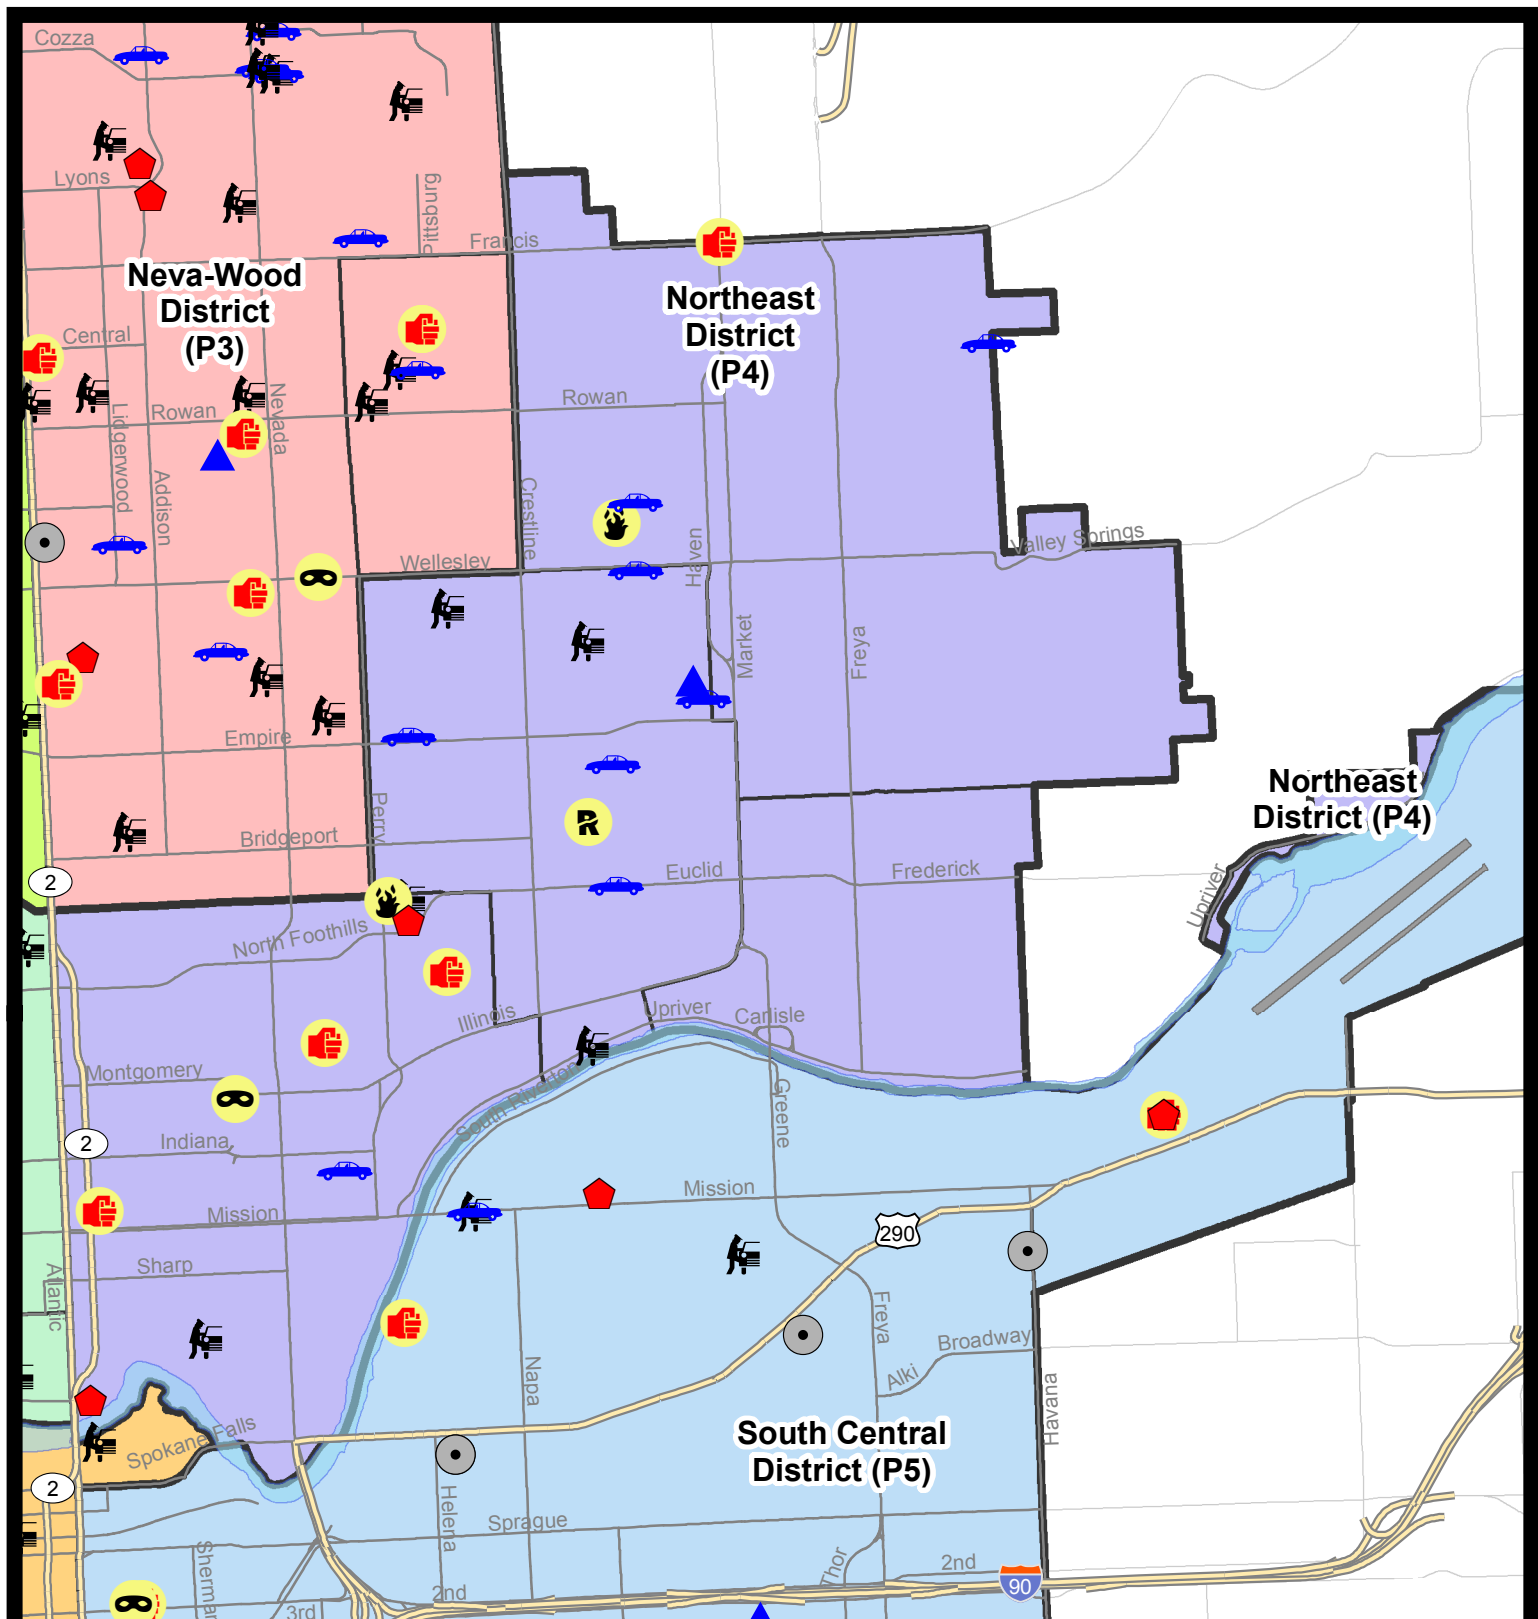 Cozza
Lyons
Pittsburg
Francis
Neva-Wood
District
(P3)
Northeast
District
(P4)
Central
Rowan
Rowan
Lidgerwood
Nevada
Addison
Crestline
Wellesley
Haven
Valley Springs
Market
Freya
Empire
Perry
Bridgeport
Northeast
District (P4)
Euclid
Frederick
Upriver
2
North Foothills
Illinois
Upriver
Carlisle
Montgomery
South Riverton
Greene
2
Indiana
Mission
Mission
290
Atlantic
Sharp
Freya
Broadway
Alki
Napa
Havana
Spokane Falls
South Central
District (P5)
2
Helena
Sprague
Sherman
Thor
2nd
2nd
90
3rd